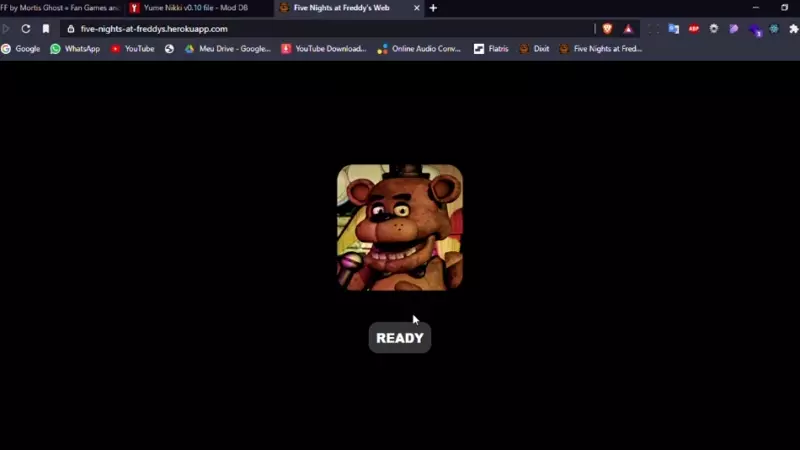 FF by Mortis Ghost » Fan Games and
Yume Nikki v0.10 file - Mod DB
Five Nights at Freddy's Web
five-nights-at-freddys.herokuapp.com
Google
WhatsApp
YouTube
Meu Drive - Google...
YouTube Download...
Online Audio Conv...
Flatris
Dixit
Five Nights at Fred...
READY